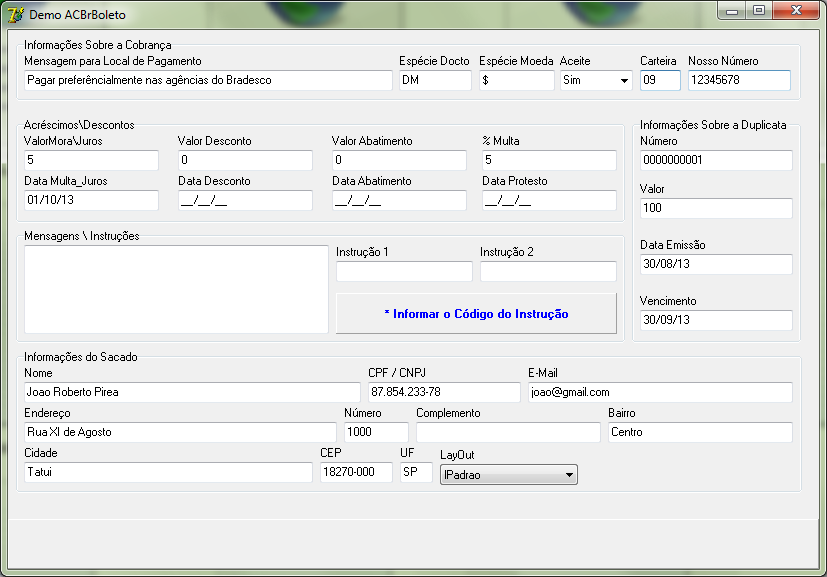 Demo ACBrBoleto
Informações Sobre a Cobrança
Mensagem para Local de Pagamento Espécie Docto Espécie Moeda Aceite Carteira Nosso Número
Pagar preferêncialmente nas agências do Bradesco DM $ Sim 09 12345678
Acréscimos\Descontos Informações Sobre a Duplicata
ValorMora\Juros Valor Desconto Valor Abatimento % Multa Número
5 0 0 5 0000000001
Data Multa_Juros Data Desconto Data Abatimento Data Protesto Valor
01/10/13 __/__/__ __/__/__ __/__/__ 100
Mensagens \ Instruções Data Emissão
Instrução 1 Instrução 2 30/08/13
* Informar o Código do Instrução Vencimento
30/09/13
Informações do Sacado
Nome CPF / CNPJ E-Mail
Joao Roberto Pirea 87.854.233-78 joao@gmail.com
Endereço Número Complemento Bairro
Rua XI de Agosto 1000 Centro
Cidade CEP UF LayOut
Tatui 18270-000 SP lPadrao